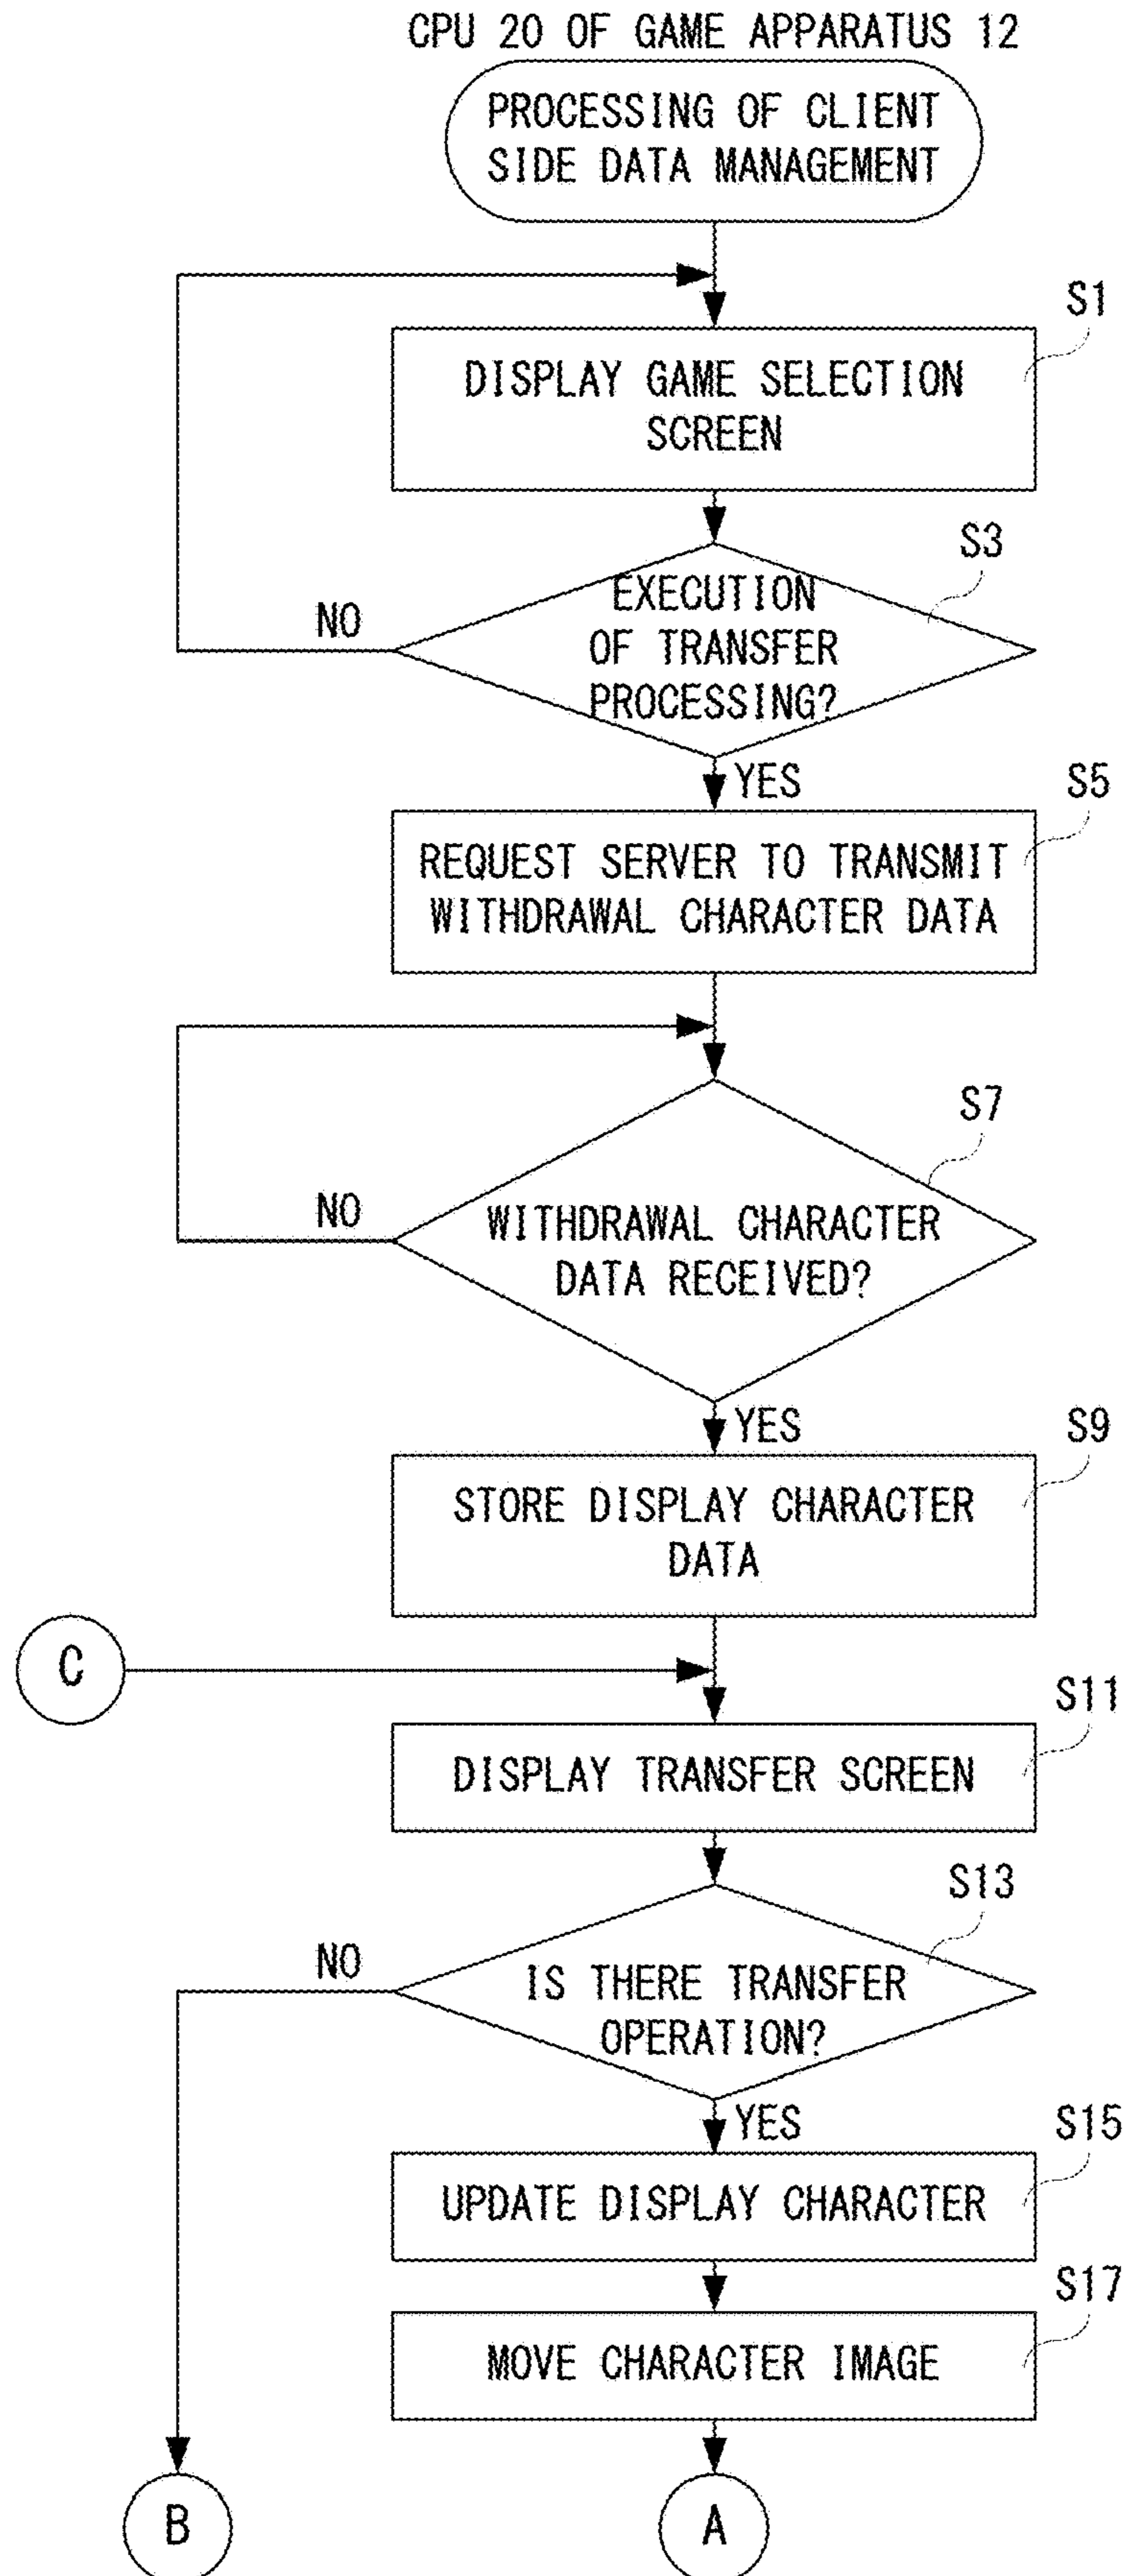 CPU 20 OF GAME APPARATUS 12
PROCESSING OF CLIENT
SIDE DATA MANAGEMENT
S1
DISPLAY GAME SELECTION
SCREEN
S3
EXECUTION
OF TRANSFER
PROCESSING?
NO
YES
S5
REQUEST SERVER TO TRANSMIT
WITHDRAWAL CHARACTER DATA
S7
NO
WITHDRAWAL CHARACTER
DATA RECEIVED?
YES
S9
STORE DISPLAY CHARACTER
DATA
C
S11
DISPLAY TRANSFER SCREEN
S13
NO
IS THERE TRANSFER
OPERATION?
YES
S15
UPDATE DISPLAY CHARACTER
S17
MOVE CHARACTER IMAGE
B
A